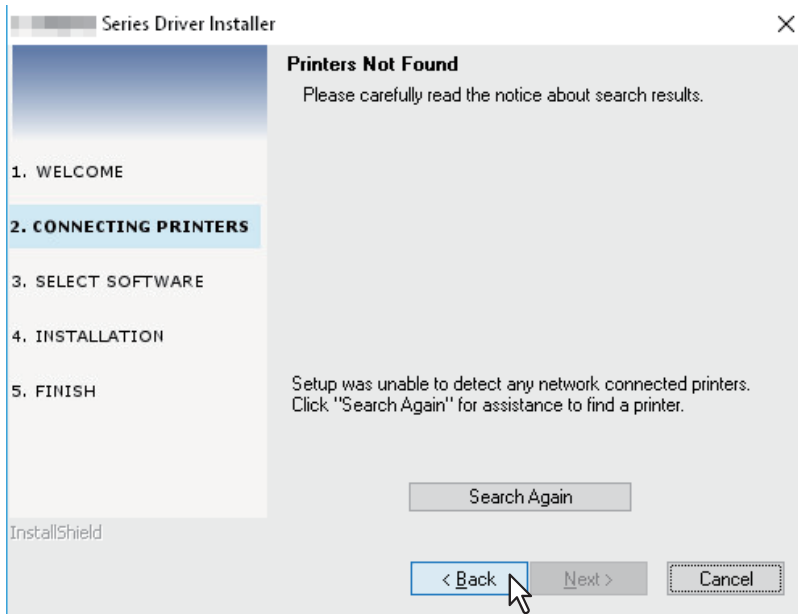 Series Driver Installer
Printers Not Found
Please carefully read the notice about search results.
1. WELCOME
2. CONNECTING PRINTERS
3. SELECT SOFTWARE
4. INSTALLATION
5. FINISH
Setup was unable to detect any network connected printers.
Click "Search Again" for assistance to find a printer.
Search Again
InstallShield
< Back
Next >
Cancel